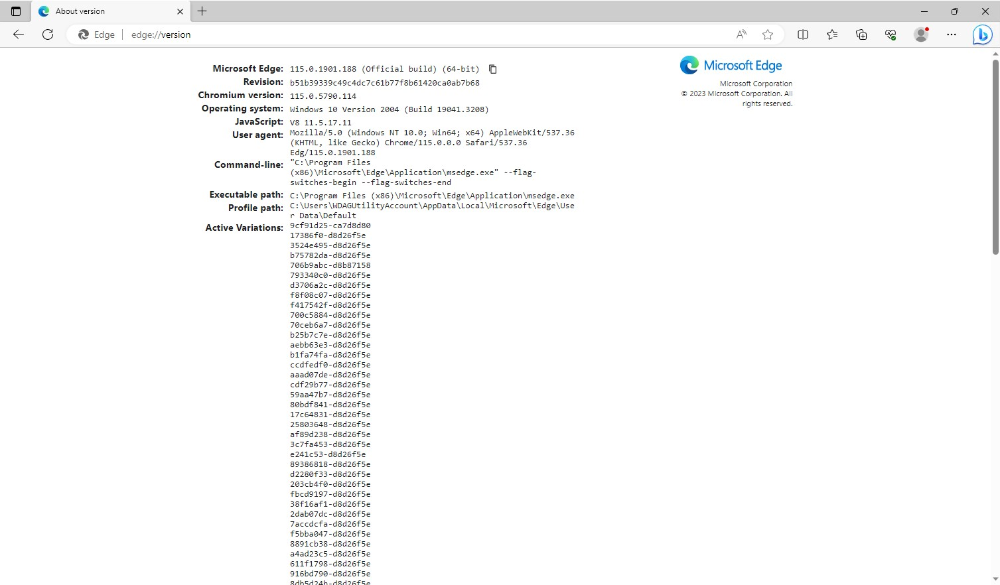 About version
Edge
edge://version
Microsoft Edge: 115.0.1901.188 (Official build) (64-bit)
Revision: b51b39339c49c4dc7c61b77f8b61420ca0ab7b68
Chromium version: 115.0.5790.114
Operating system: Windows 10 Version 2004 (Build 19041.3208)
JavaScript: V8 11.5.17.11
User agent: Mozilla/5.0 (Windows NT 10.0; Win64; x64) AppleWebKit/537.36
(KHTML, like Gecko) Chrome/115.0.0.0 Safari/537.36
Edg/115.0.1901.188
Command-line: "C:\Program Files
(x86)\Microsoft\Edge\Application\msedge.exe" --flag-
switches-begin --flag-switches-end
Executable path: C:\Program Files (x86)\Microsoft\Edge\Application\msedge.exe
Profile path: C:\Users\WDAGUtilityAccount\AppData\Local\Microsoft\Edge\Use
r Data\Default
Active Variations: 9cf91d25-ca7d8d80
17386f0-d8d26f5e
3524e495-d8d26f5e
b75782da-d8d26f5e
706b9abc-d8b87158
793340c0-d8d26f5e
d3706a2c-d8d26f5e
f8f08c07-d8d26f5e
f417542f-d8d26f5e
700c5884-d8d26f5e
70ceb6a7-d8d26f5e
b25b7c7e-d8d26f5e
aebb63e3-d8d26f5e
b1fa74fa-d8d26f5e
ccdfedf0-d8d26f5e
aaad07de-d8d26f5e
cdf29b77-d8d26f5e
59aa47b7-d8d26f5e
80bdf841-d8d26f5e
17c64831-d8d26f5e
25803648-d8d26f5e
af89d238-d8d26f5e
3c7fa453-d8d26f5e
e241c53-d8d26f5e
89386818-d8d26f5e
d2280f33-d8d26f5e
203cb4f0-d8d26f5e
fbcd9197-d8d26f5e
38f16af1-d8d26f5e
2dab07dc-d8d26f5e
7accdcfa-d8d26f5e
f5bba047-d8d26f5e
8891cb38-d8d26f5e
a4ad23c5-d8d26f5e
611f1798-d8d26f5e
916bd790-d8d26f5e
8db5d24b-d8d26f5e
Microsoft Edge
Microsoft Corporation
© 2023 Microsoft Corporation. All
rights reserved.